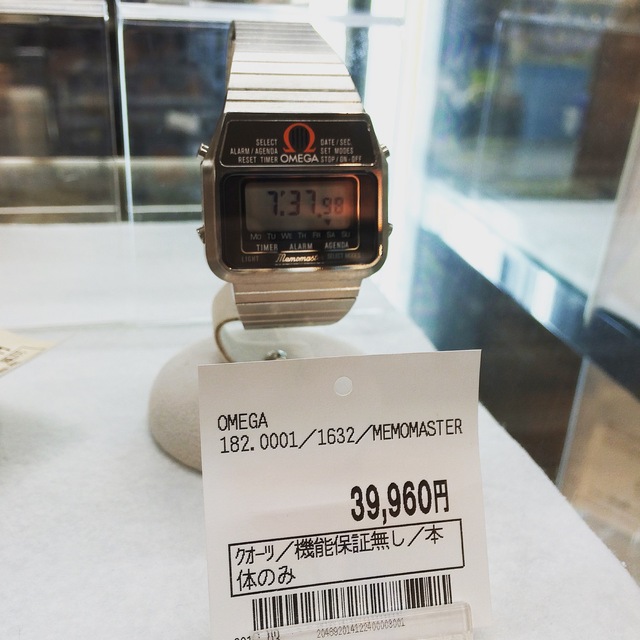 SELECT DATE/SEC.
ALARM/AGENDA SET MODES
RESET TIMER OMEGA STOP/ON-OFF
7'37.98
Mo Tu We Th Fr Sa Su
TIMER ALARM AGENDA
LIGHT Memomaster
OMEGA
182.0001/1632/MEMOMASTER
39,960円
クオーツ/機能保証無し/本
体のみ